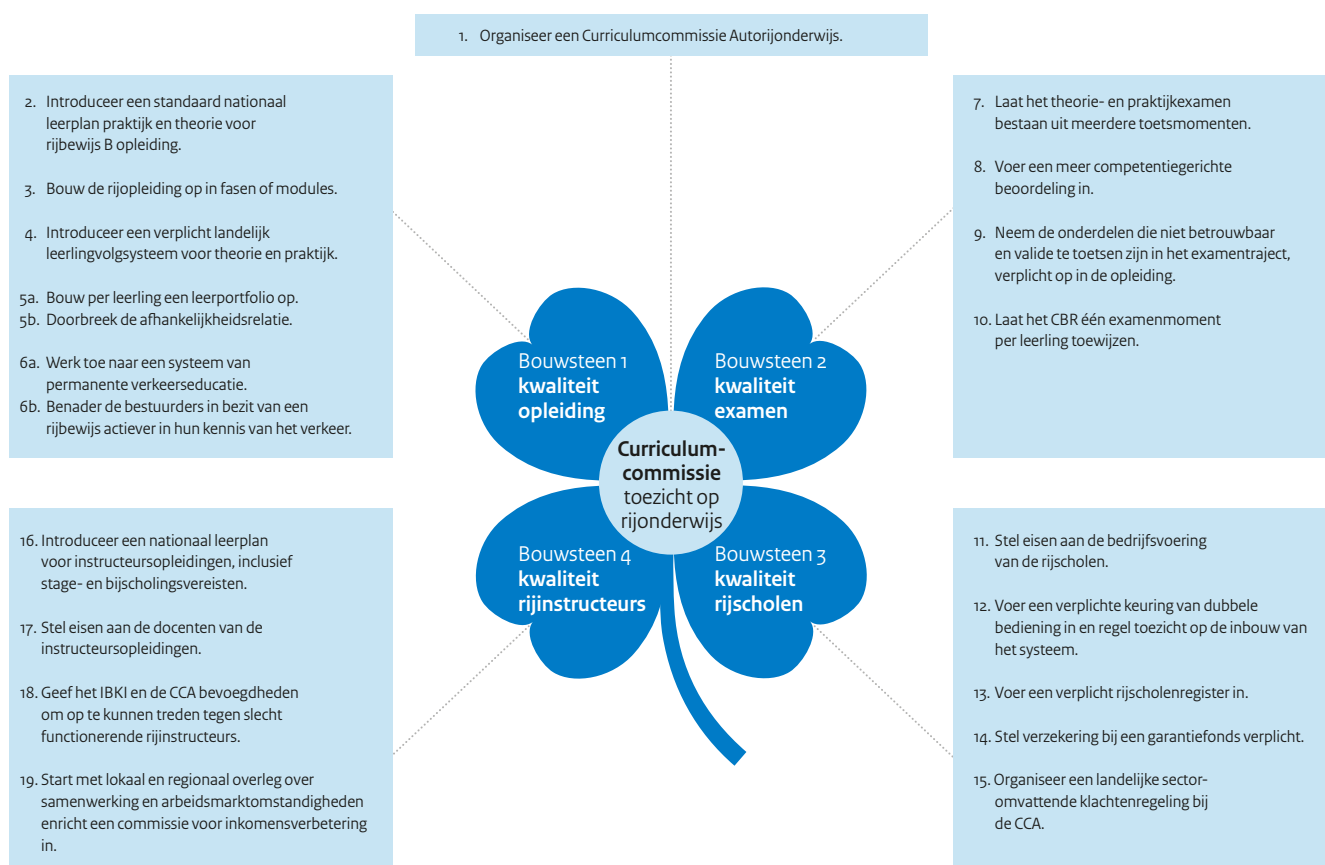 1. Organiseer een Curriculumcommissie Autorijonderwijs.
2. Introduceer een standaard nationaal
leerplan praktijk en theorie voor
rijbewijs B opleiding.
3. Bouw de rijopleiding op in fasen of modules.
4. Introduceer een verplicht landelijk
leerlingvolgsysteem voor theorie en praktijk.
5a. Bouw per leerling een leerportfolio op.
5b. Doorbreek de afhankelijkheidsrelatie.
6a. Werk toe naar een systeem van
permanente verkeerseducatie.
6b. Benader de bestuurders in bezit van een
rijbewijs actiever in hun kennis van het verkeer.
7. Laat het theorie- en praktijkexamen
bestaan uit meerdere toetsmomenten.
8. Voer een meer competentiegerichte
beoordeling in.
9. Neem de onderdelen die niet betrouwbaar
en valide te toetsen zijn in het examentraject,
verplicht op in de opleiding.
10. Laat het CBR één examenmoment
per leerling toewijzen.
Bouwsteen 1
kwaliteit
opleiding
Bouwsteen 2
kwaliteit
examen
Curriculum-
commissie
toezicht op
rijonderwijs
Bouwsteen 4
kwaliteit
rijinstructeurs
Bouwsteen 3
kwaliteit
rijscholen
16. Introduceer een nationaal leerplan
voor instructeursopleidingen, inclusief
stage- en bijscholingsvereisten.
17. Stel eisen aan de docenten van de
instructeursopleidingen.
18. Geef het IBKI en de CCA bevoegdheden
om op te kunnen treden tegen slecht
functionerende rijinstructeurs.
19. Start met lokaal en regionaal overleg over
samenwerking en arbeidsmarktomstandigheden
enricht een commissie voor inkomensverbetering
in.
11. Stel eisen aan de bedrijfsvoering
van de rijscholen.
12. Voer een verplichte keuring van dubbele
bediening in en regel toezicht op de inbouw van
het systeem.
13. Voer een verplicht rijscholenregister in.
14. Stel verzekering bij een garantiefonds verplicht.
15. Organiseer een landelijke sector-
omvattende klachtenregeling bij
de CCA.